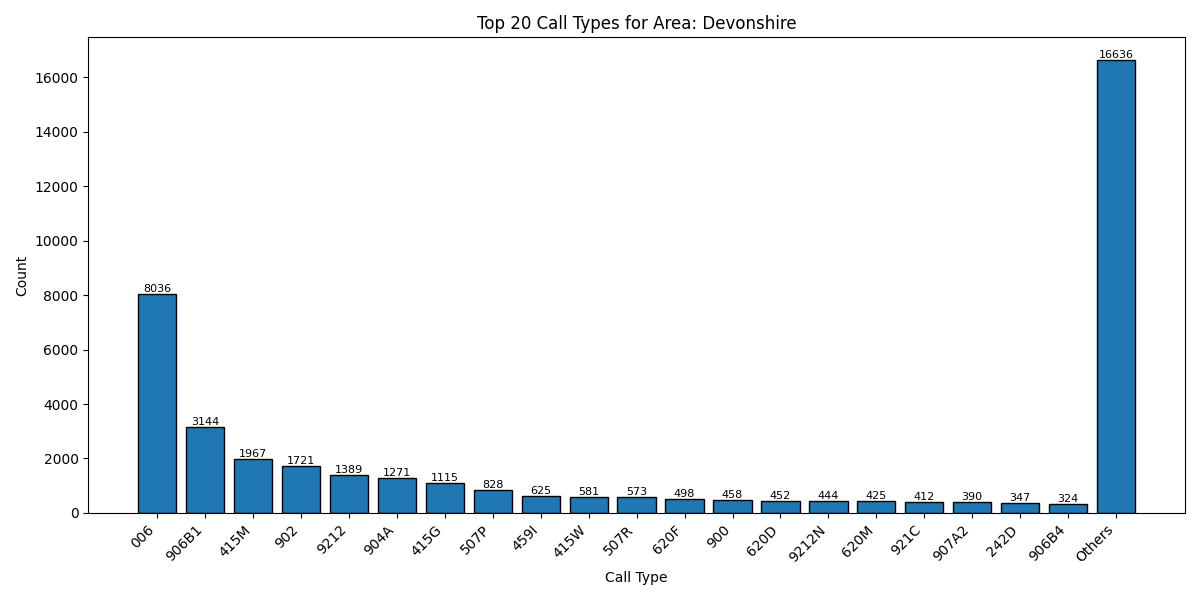 Top 20 Call Types for Area: Devonshire
Count
16000
14000
12000
10000
8000
6000
4000
2000
0
8036
3144
1967
1721
1389
1271
1115
828
625
581
573
498
458
452
444
425
412
390
347
324
16636
006
906B1
415M
902
9212
904A
415G
507P
459I
415W
507R
620F
900
620D
9212N
620M
921C
907A2
242D
906B4
Others
Call Type